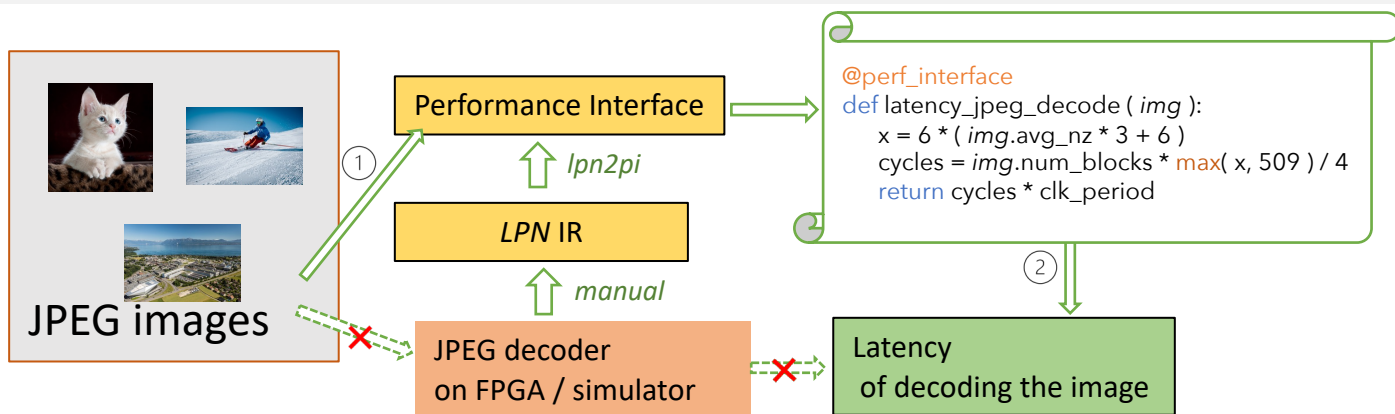 JPEG images
①
Performance Interface
lpn2pi
LPN IR
manual
JPEG decoder
on FPGA / simulator
@perf_interface
def latency_jpeg_decode ( img ):
x = 6 * ( img.avg_nz * 3 + 6 )
cycles = img.num_blocks * max( x, 509 ) / 4
return cycles * clk_period
②
Latency
of decoding the image